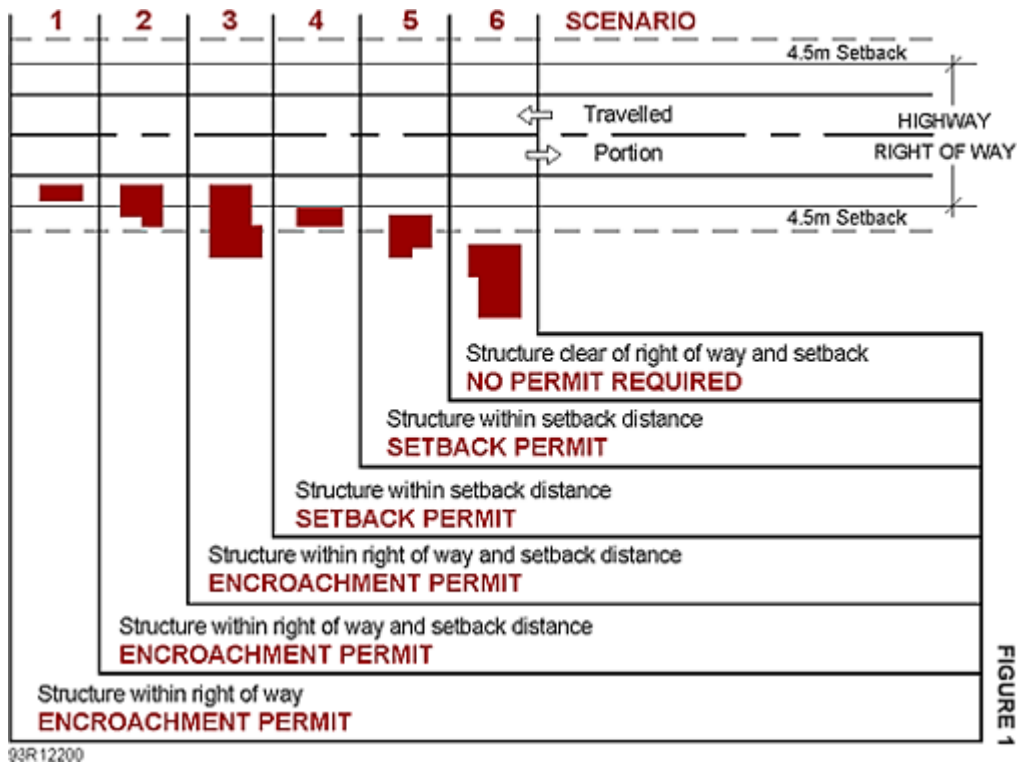 1 2 3 4 5 6 SCENARIO
4.5m Setback
Travelled
HIGHWAY
Portion
RIGHT OF WAY
4.5m Setback
Structure clear of right of way and setback
NO PERMIT REQUIRED
Structure within setback distance
SETBACK PERMIT
Structure within setback distance
SETBACK PERMIT
Structure within right of way and setback distance
ENCROACHMENT PERMIT
Structure within right of way and setback distance
ENCROACHMENT PERMIT
Structure within right of way
ENCROACHMENT PERMIT
FIGURE 1
93R12200